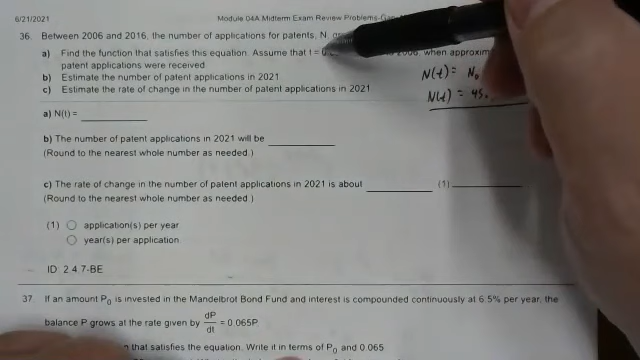 6/21/2021
Module 04A Midterm Exam Review Problems-Gary
36. Between 2006 and 2016, the number of applications for patents, N,
a) Find the function that satisfies this equation. Assume that t = 2006, when approxim
patent applications were received.
N(t) = N₀
b) Estimate the number of patent applications in 2021.
c) Estimate the rate of change in the number of patent applications in 2021
N(t) = 45
a) N(t) =
b) The number of patent applications in 2021 will be
(Round to the nearest whole number as needed.)
c) The rate of change in the number of patent applications in 2021 is about (1)
(Round to the nearest whole number as needed.)
(1) application(s) per year
year(s) per application
ID: 2.4.7-BE
37. If an amount P₀ is invested in the Mandelbrot Bond Fund and interest is compounded continuously at 6.5% per year, the
balance P grows at the rate given by dP/dt = 0.065P.
that satisfies the equation. Write it in terms of P₀ and 0.065